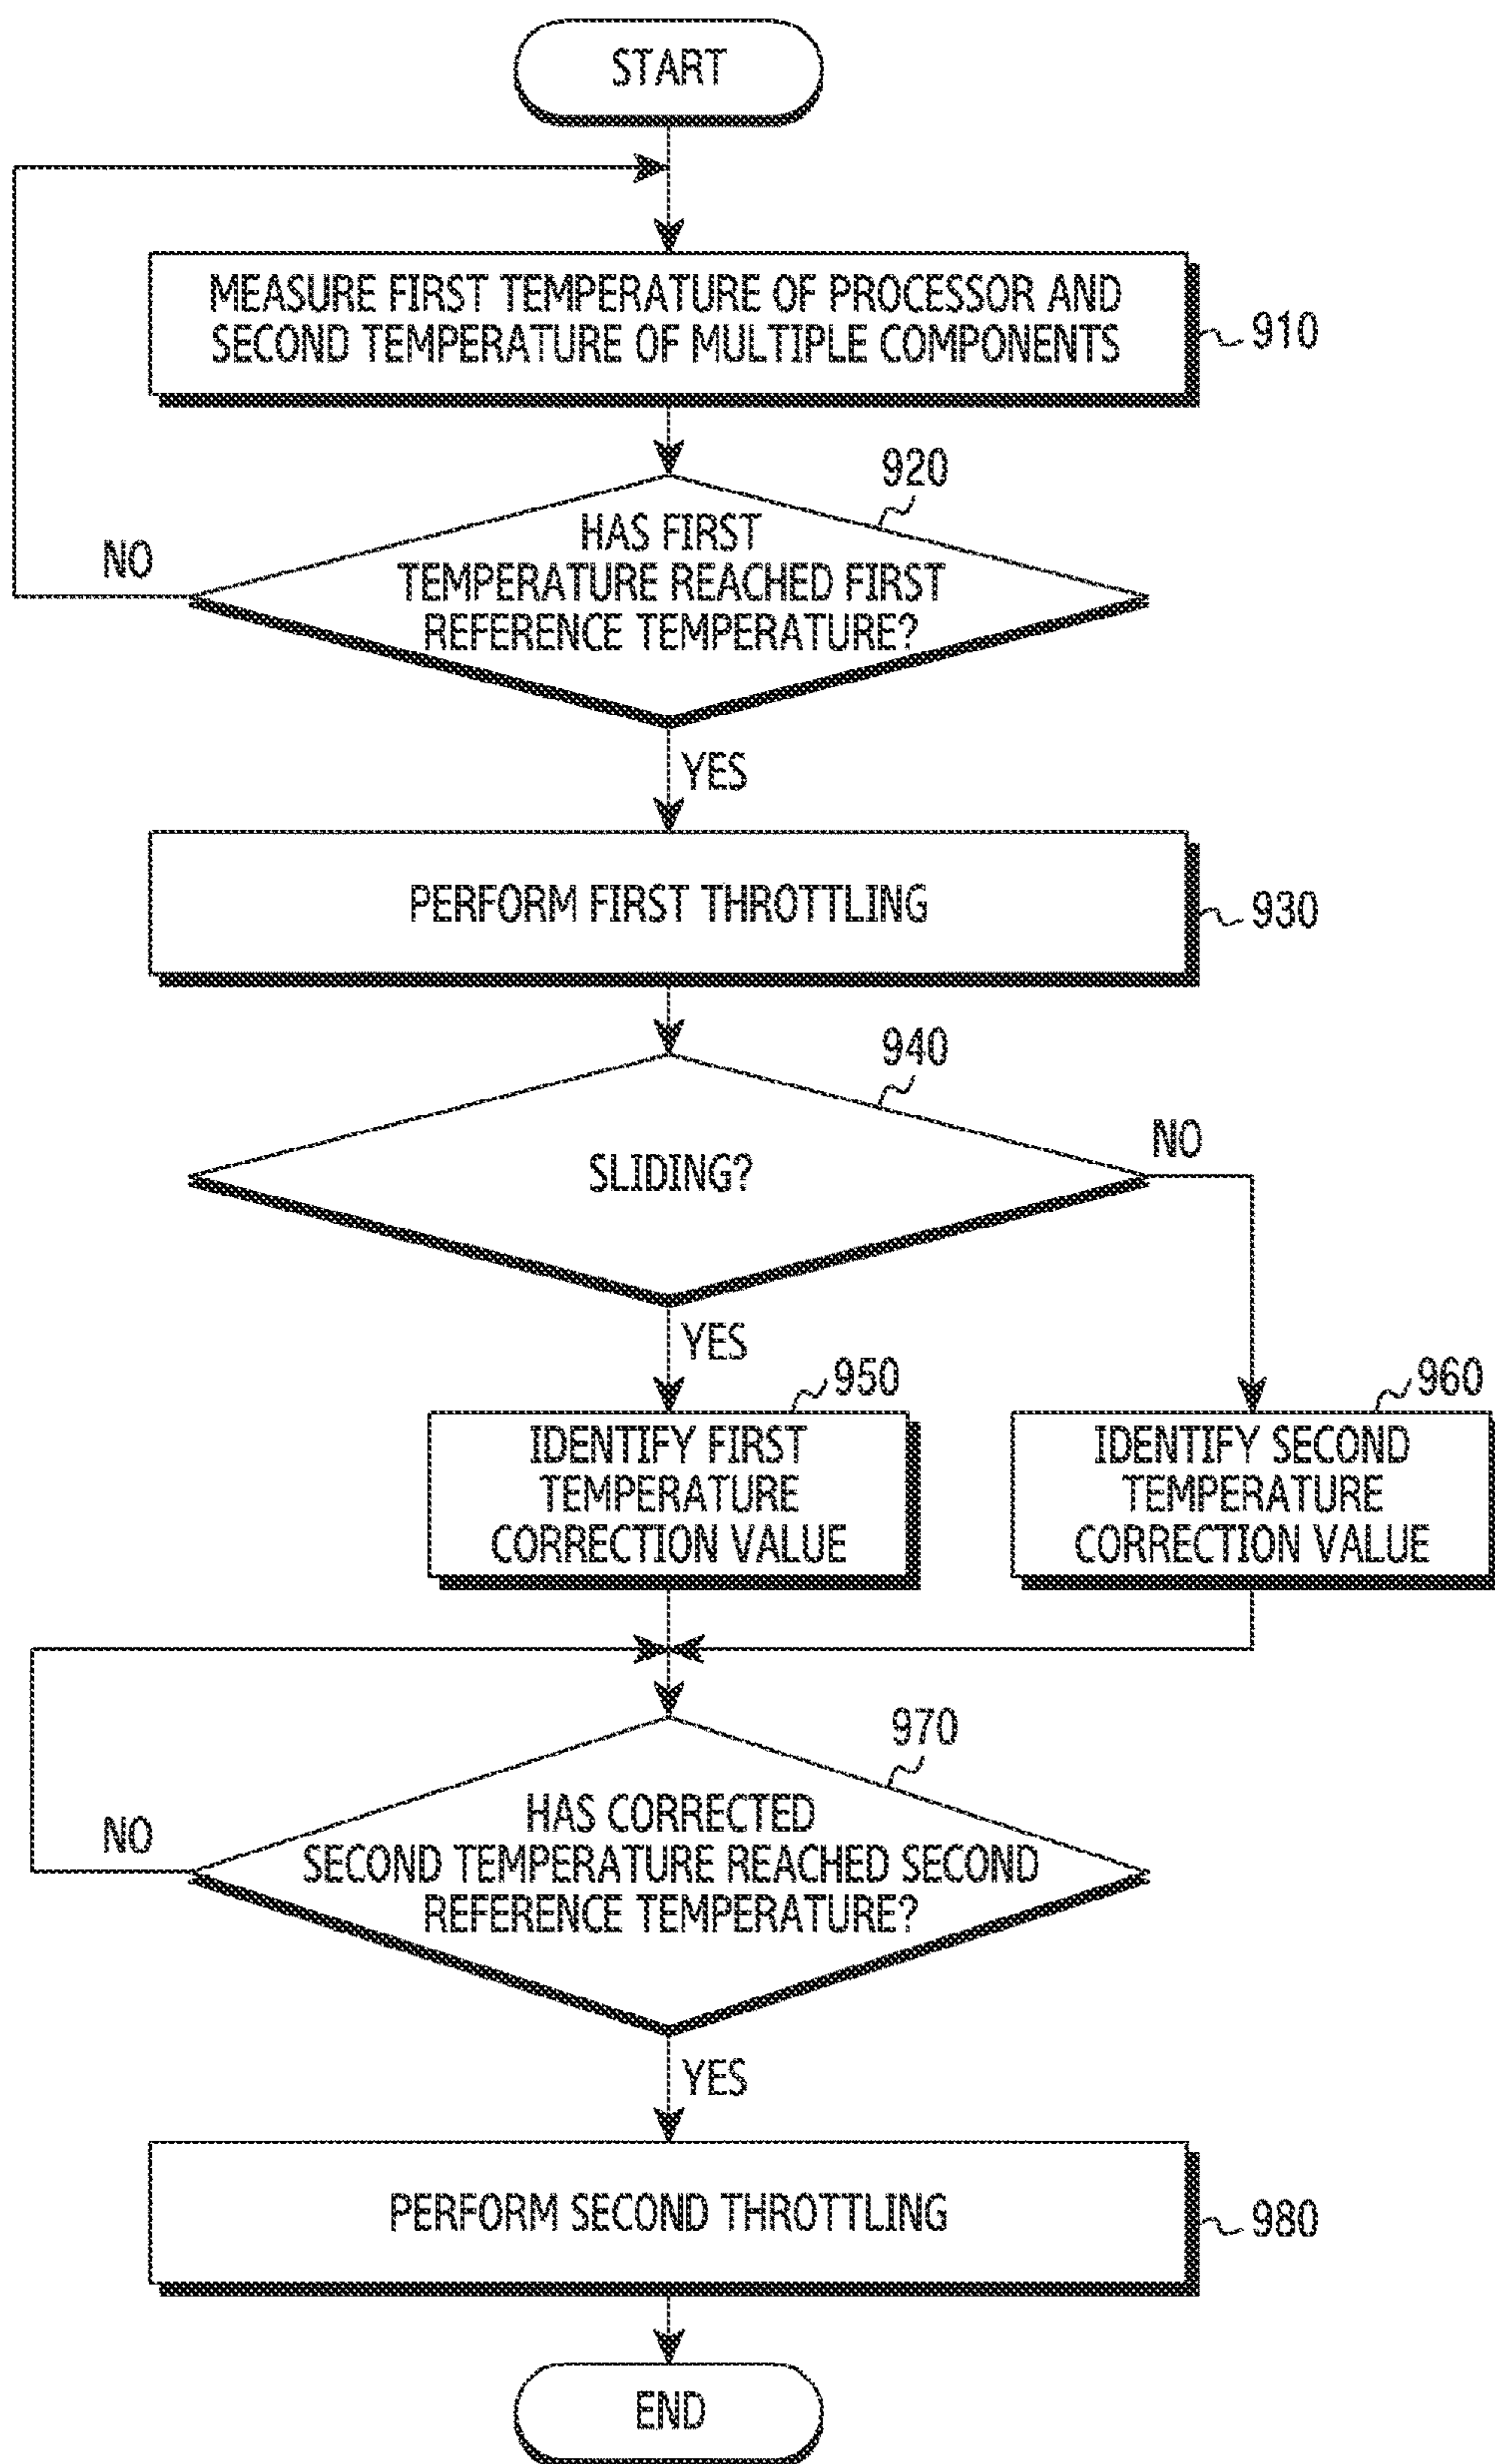 START
MEASURE FIRST TEMPERATURE OF PROCESSOR AND
SECOND TEMPERATURE OF MULTIPLE COMPONENTS
910
920
HAS FIRST
TEMPERATURE REACHED FIRST
REFERENCE TEMPERATURE?
NO
YES
PERFORM FIRST THROTTLING
930
940
SLIDING?
NO
YES
950
IDENTIFY FIRST
TEMPERATURE
CORRECTION VALUE
960
IDENTIFY SECOND
TEMPERATURE
CORRECTION VALUE
970
HAS CORRECTED
SECOND TEMPERATURE REACHED SECOND
REFERENCE TEMPERATURE?
NO
YES
PERFORM SECOND THROTTLING
980
END